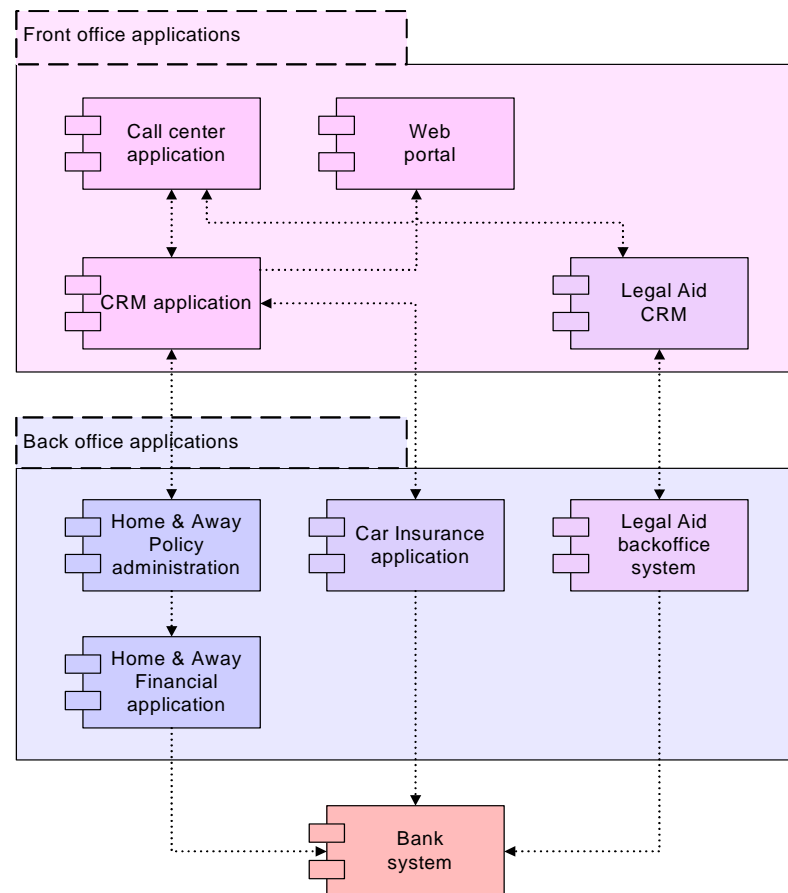 Front office applications
Call center
application
Web
portal
CRM application
Legal Aid
CRM
Back office applications
Home & Away
Policy
administration
Car Insurance
application
Legal Aid
backoffice
system
Home & Away
Financial
application
Bank
system